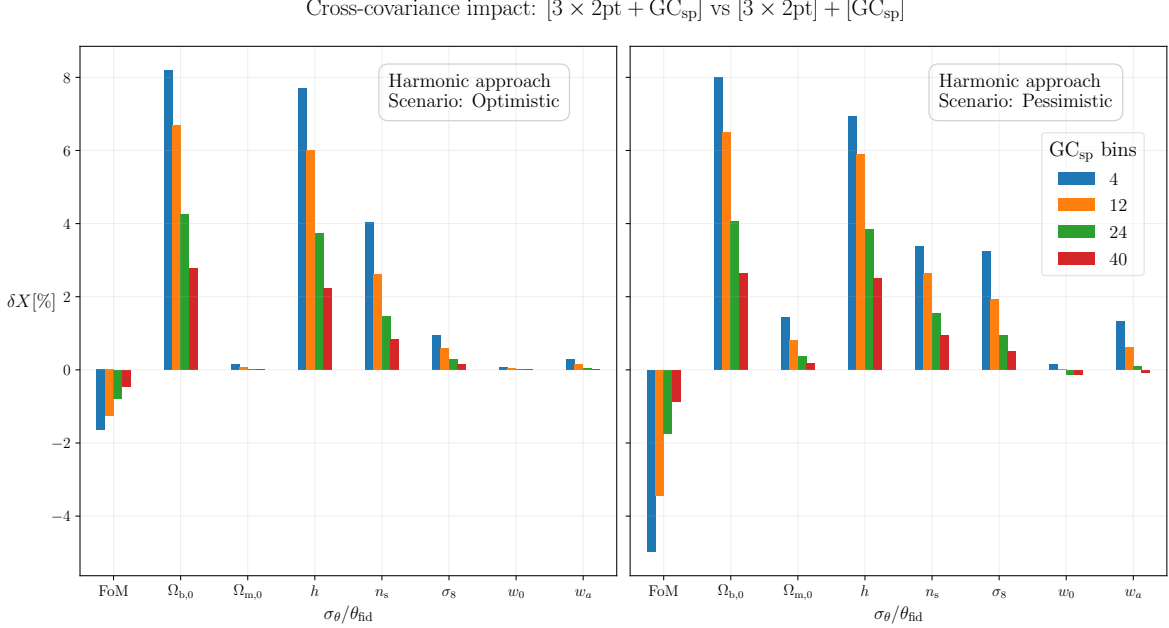 Cross-covariance impact: [3 × 2pt + GC_sp] vs [3 × 2pt] + [GC_sp]
Harmonic approach
Scenario: Optimistic
Harmonic approach
Scenario: Pessimistic
GC_sp bins
4
12
24
40
δX[%]
8
6
4
2
0
−2
−4
FoM Ω_b,0 Ω_m,0 h n_s σ_8 w_0 w_a
FoM Ω_b,0 Ω_m,0 h n_s σ_8 w_0 w_a
σ_θ/θ_fid
σ_θ/θ_fid